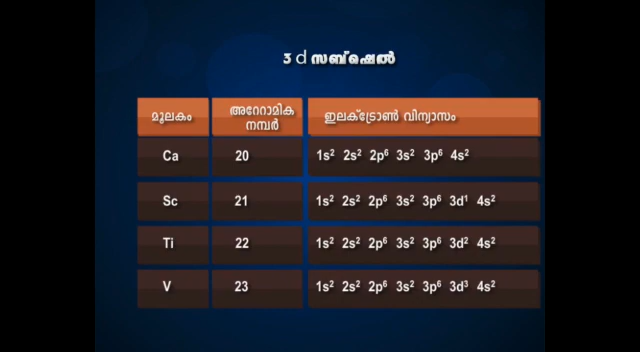 3 d സബ്ഷെൽ
മൂലകം അറ്റോമിക നമ്പർ ഇലക്ട്രോൺ വിന്യാസം
Ca 20 1s² 2s² 2p⁶ 3s² 3p⁶ 4s²
Sc 21 1s² 2s² 2p⁶ 3s² 3p⁶ 3d¹ 4s²
Ti 22 1s² 2s² 2p⁶ 3s² 3p⁶ 3d² 4s²
V 23 1s² 2s² 2p⁶ 3s² 3p⁶ 3d³ 4s²